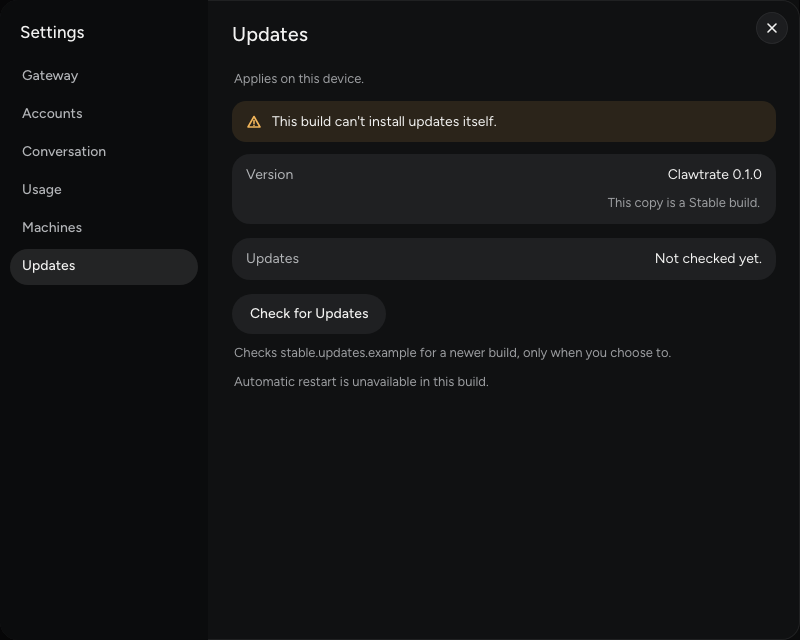 Settings
Gateway
Accounts
Conversation
Usage
Machines
Updates
Updates
Applies on this device.
This build can't install updates itself.
Version
Clawtrate 0.1.0
This copy is a Stable build.
Updates
Not checked yet.
Check for Updates
Checks stable.updates.example for a newer build, only when you choose to.
Automatic restart is unavailable in this build.